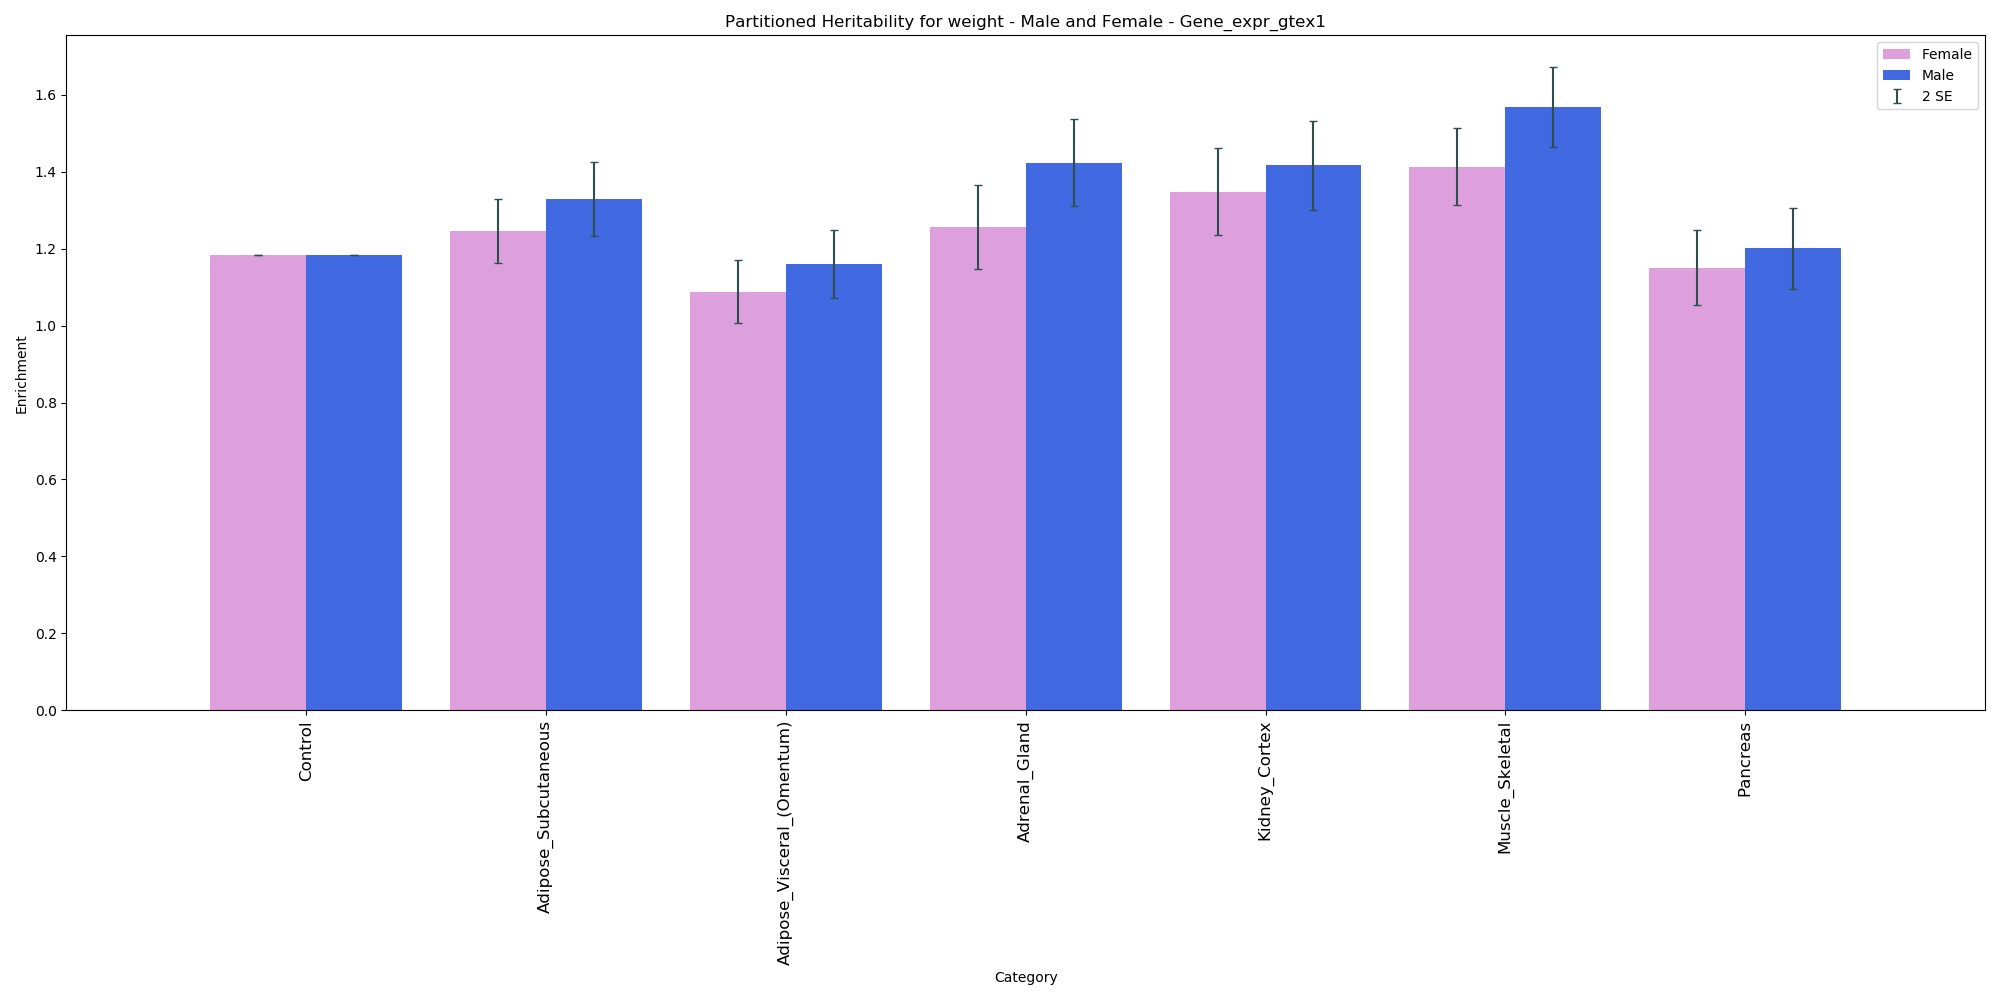 Partitioned Heritability for weight - Male and Female - Gene_expr_gtex1
Female
Male
2 SE
Enrichment
1.6
1.4
1.2
1.0
0.8
0.6
0.4
0.2
0.0
Control
Adipose_Subcutaneous
Adipose_Visceral_(Omentum)
Adrenal_Gland
Kidney_Cortex
Muscle_Skeletal
Pancreas
Category